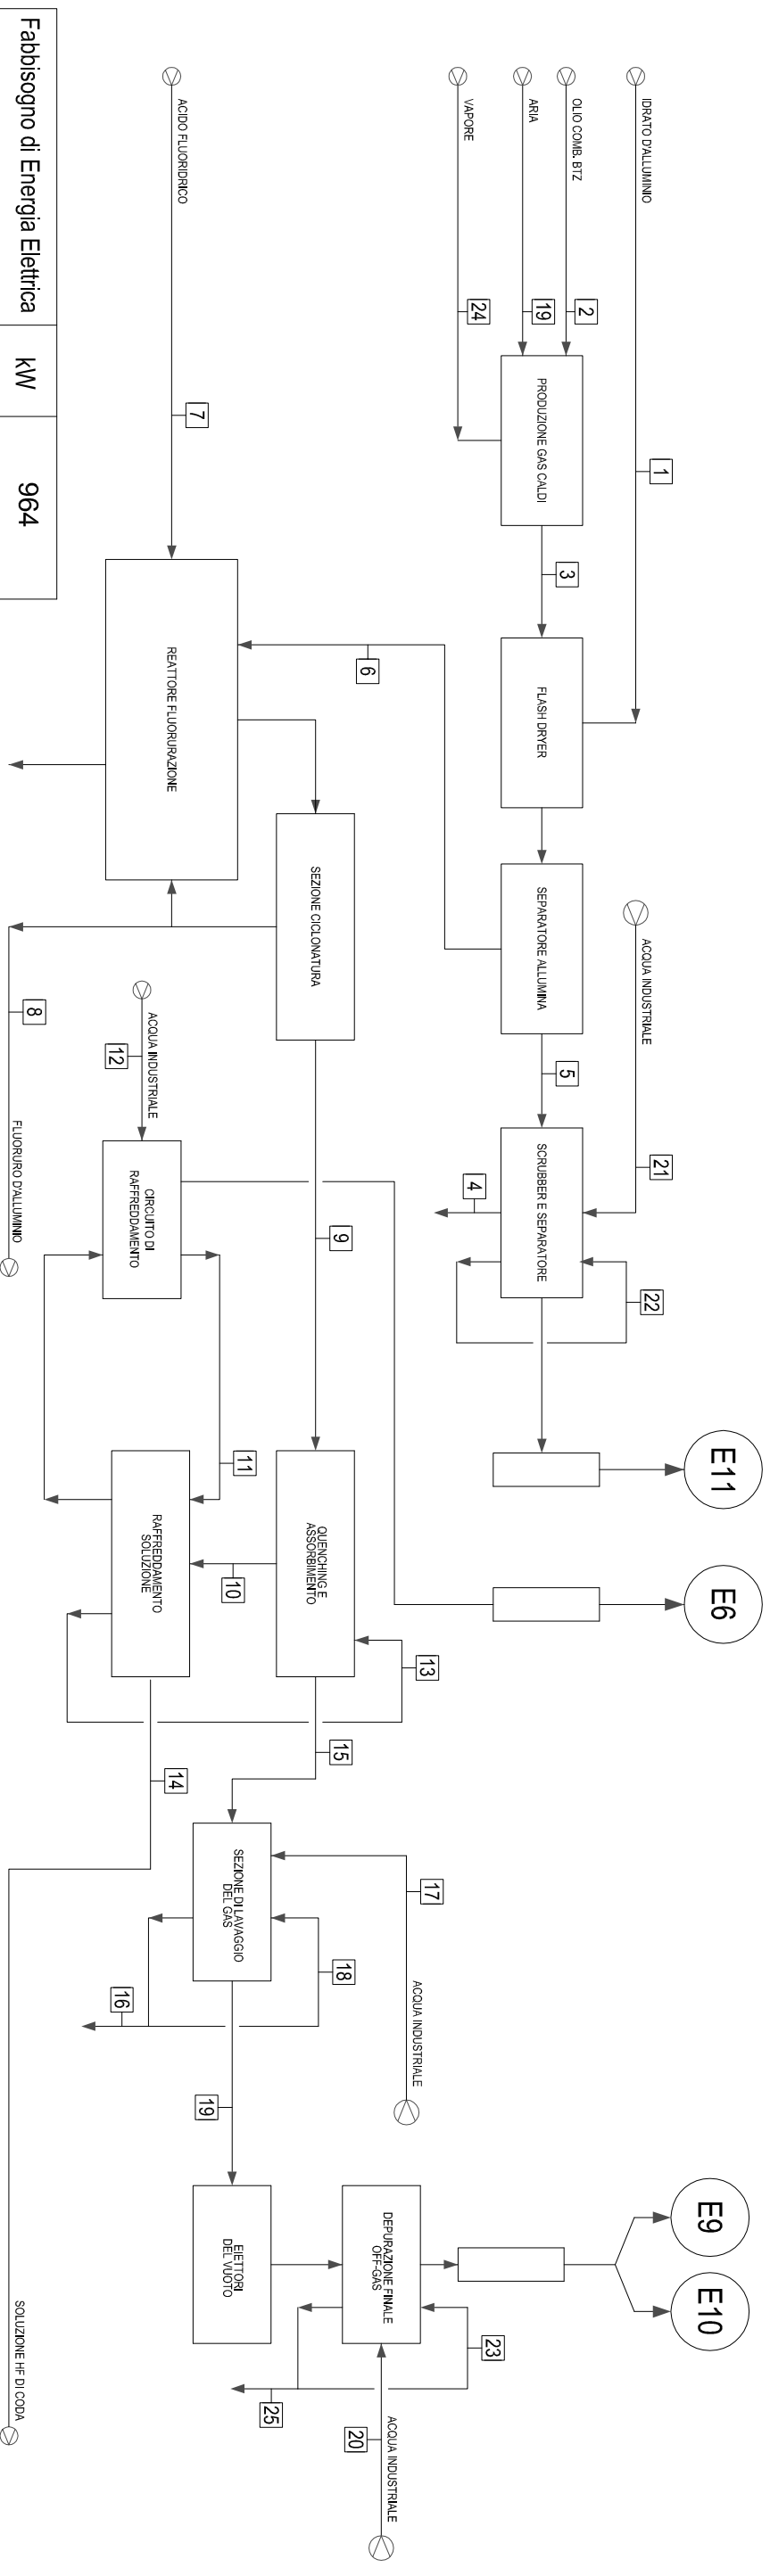 IDRATO D'ALLUMINIO
1
OLIO COMB. BTZ
2
ARIA
19
VAPORE
24
PRODUZIONE GAS CALDI
3
FLASH DRYER
SEPARATORE ALLUMINA
5
ACQUA INDUSTRIALE
21
SCRUBBER E SEPARATORE
4
22
E11
E6
6
ACIDO FLUORIDRICO
7
REATTORE FLUORURAZIONE
SEZIONE CICLONATURA
8
FLUORURO D'ALLUMINIO
9
ACQUA INDUSTRIALE
12
CIRCUITO DI
RAFFREDDAMENTO
11
QUENCHING E
ASSORBIMENTO
10
RAFFREDDAMENTO
SOLUZIONE
13
15
14
SOLUZIONE HF DI CODA
17
ACQUA INDUSTRIALE
SEZIONE DI LAVAGGIO
DEL GAS
18
16
19
EIETTORI
DEL VUOTO
DEPURAZIONE FINALE
OFF-GAS
E9
E10
23
25
20
ACQUA INDUSTRIALE
Fabbisogno di Energia Elettrica
kW
964